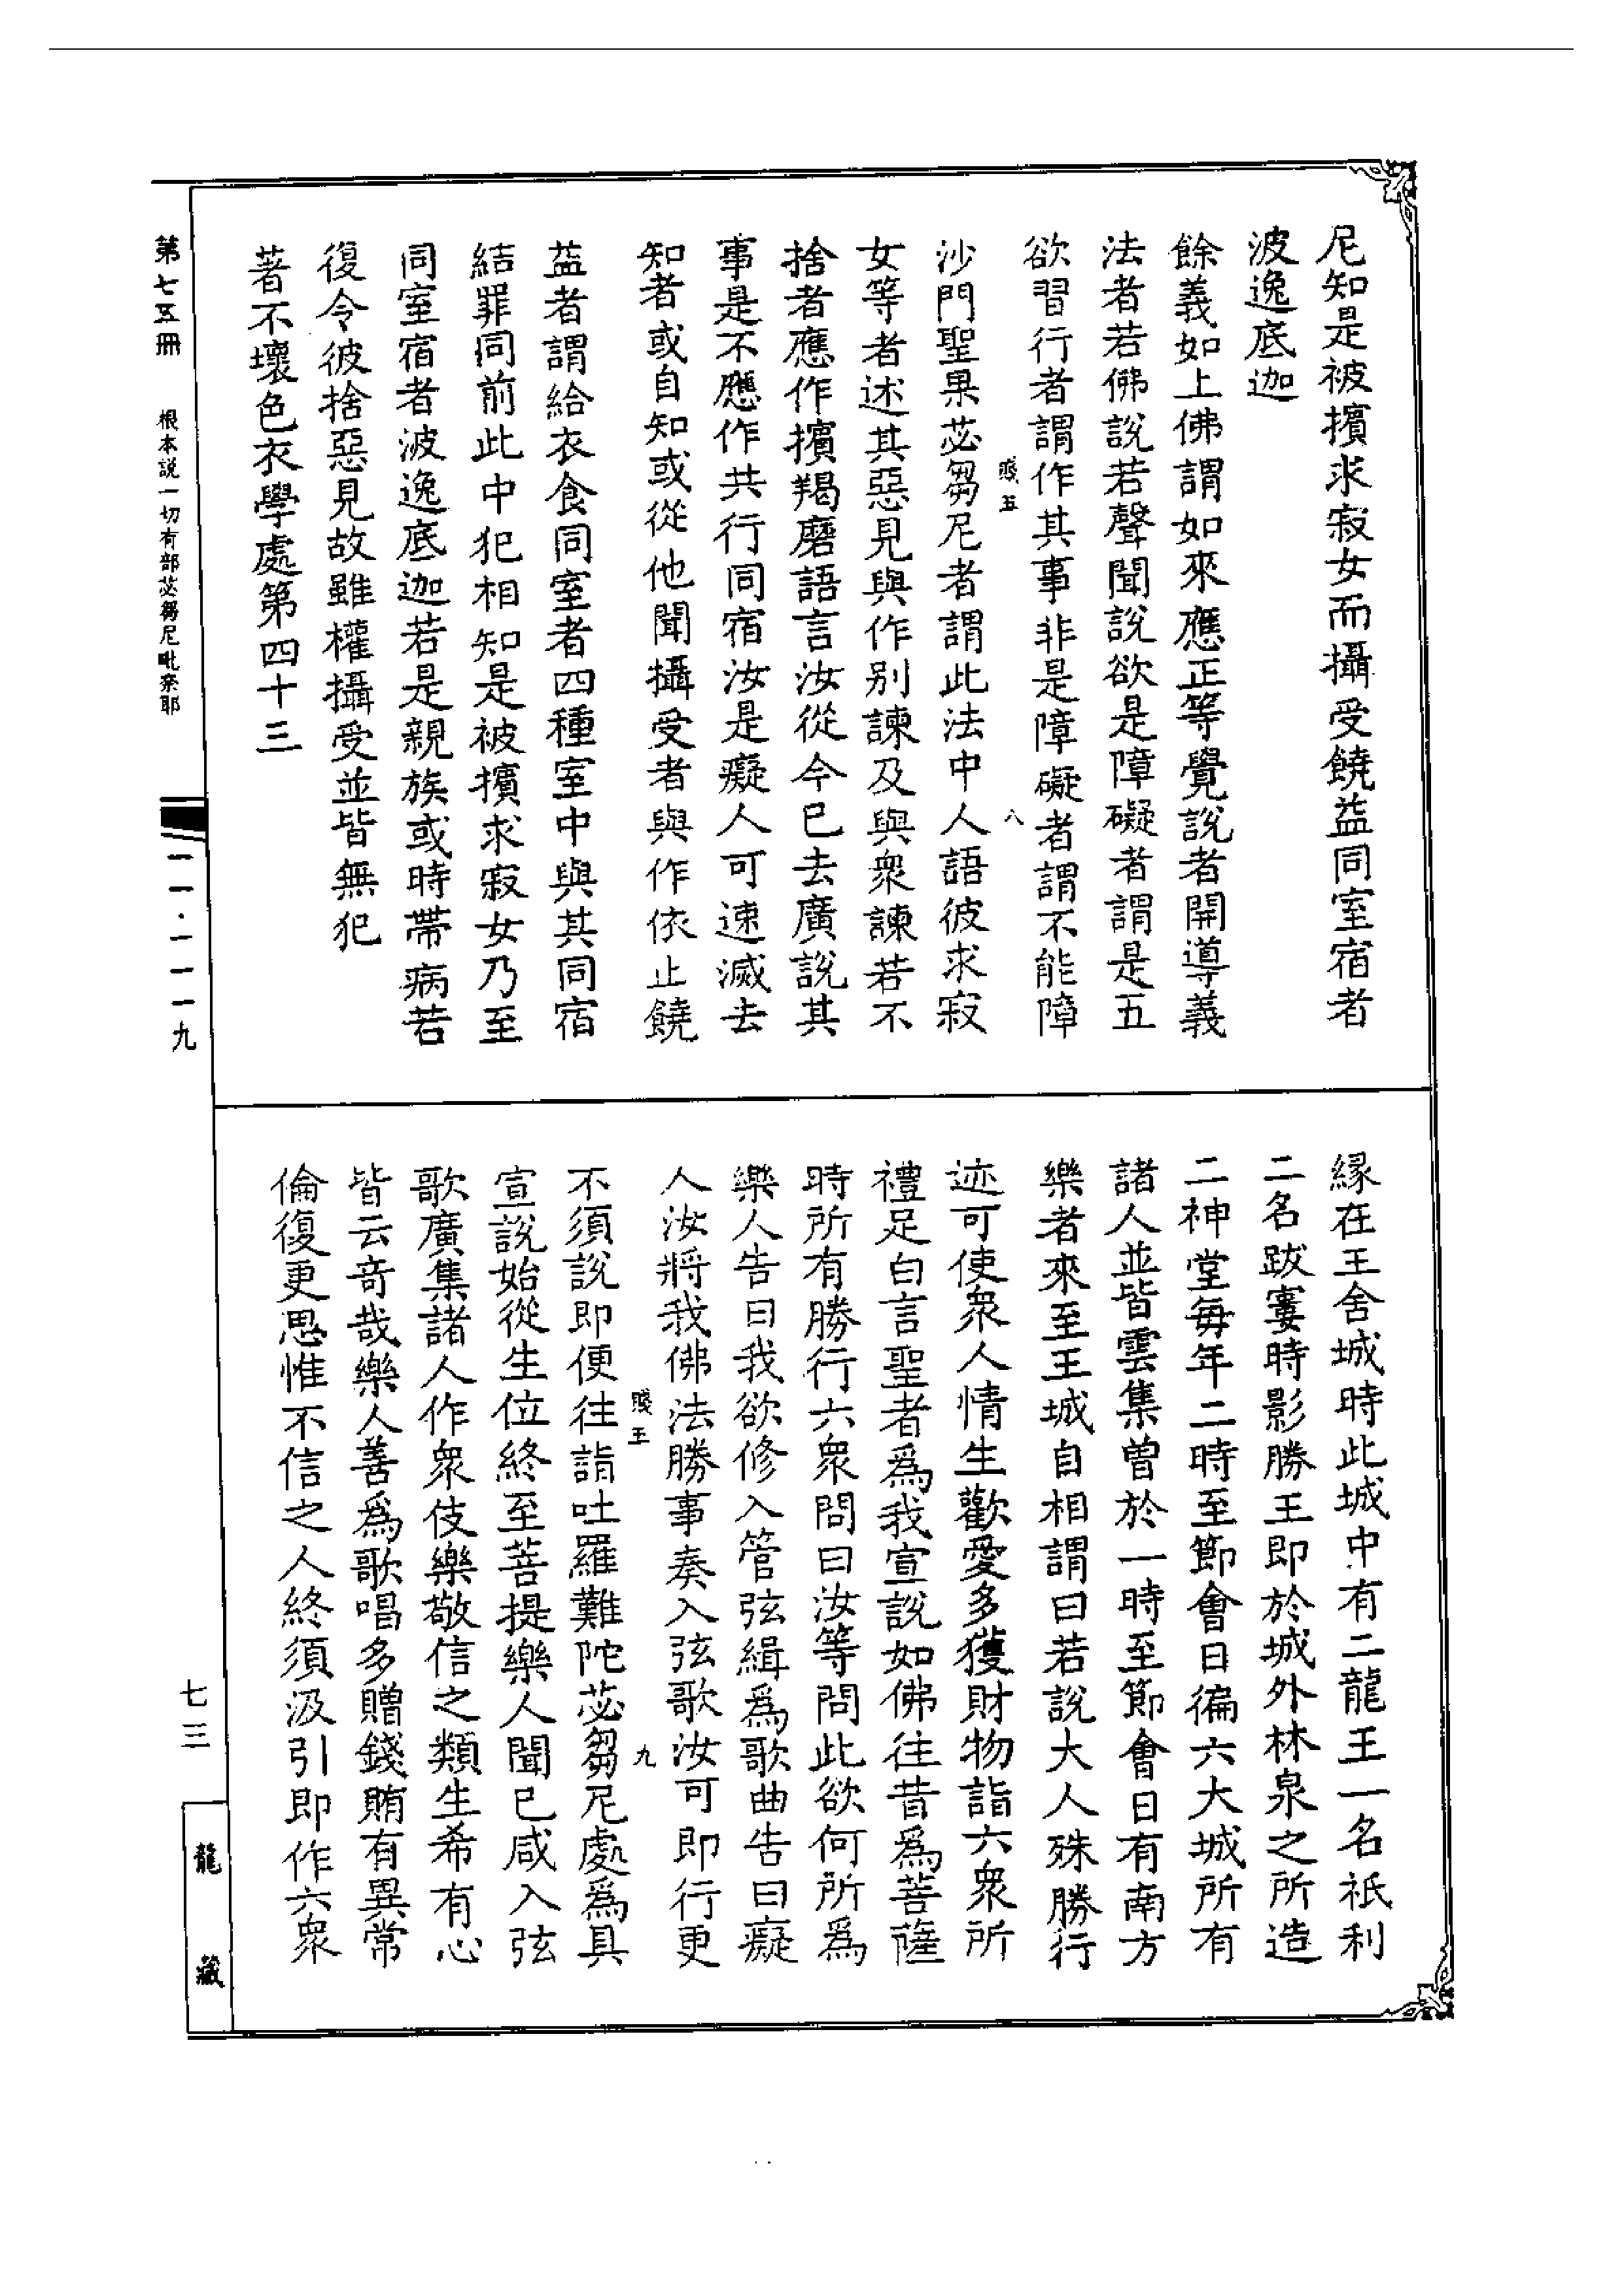 尼知是被擯求寂女而攝受饒益同室宿者
波逸底迦
餘義如上佛謂如來應正等覺說者開導義
法者若佛說若聲聞說欲是障礙者謂是五
欲習行者謂作其事非是障礙者謂不能障
八
沙門聖果苾芻尼者謂此法中人語彼求寂
女等者述其惡見與作别諫及與衆諫若不
捨者應作擯羯磨語言汝從今已去廣說其
事是不應作共行同宿汝是癡人可速滅去
知者或自知或從他聞攝受者與作依止饒
益者謂給衣食同室者四種室中與其同宿
結罪同前此中犯相知是被擯求寂女乃至
同室宿者波逸底迦若是親族或時帶病若
復令彼捨惡見故雖權攝受並皆無犯
著不壞色衣學處第四十三
緣在王舍城時此城中有二龍王一名祇利
二名跋窶時影勝王即於城外林泉之所造
二神堂每年二時至節會日徧六大城所有
諸人並皆雲集曾於一時至節會日有南方
樂者來至王城自相謂曰若說大人殊勝行
迹可使衆人情生歡愛多獲財物詣六衆所
禮足白言聖者爲我宣說如佛往昔爲菩薩
時所有勝行六衆問曰汝等問此欲何所爲
樂人告曰我欲修入管弦緝爲歌曲告曰癡
人汝將我佛法勝事奏入弦歌汝可即行更
九
不須說即便往詣吐羅難陀苾芻尼處爲具
宣說始從生位終至菩提樂人聞已咸入弦
歌廣集諸人作衆伎樂敬信之類生希有心
皆云奇哉樂人善爲歌唱多贈錢賄有異常
倫復更思惟不信之人終須汲引即作六衆
第七五冊
根本說一切有部苾芻尼毗奈耶
一一·一一一九
七三
龍藏